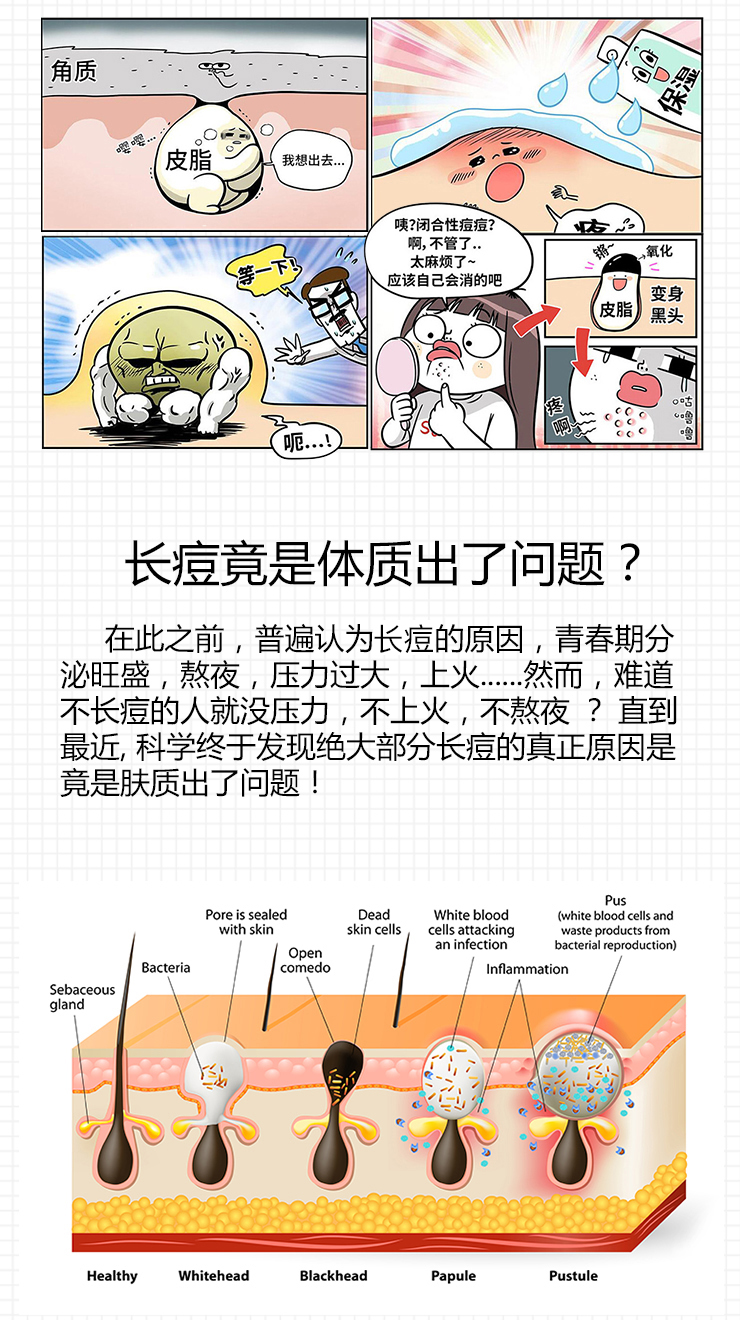 角质
嘤嘤...
皮脂
我想出去...
保湿
疼~
等一下!
呃...!
咦?闭合性痘痘?
啊, 不管了..
太麻烦了~
应该自己会消的吧
锵~
氧化
皮脂
变身
黑头
疼
啊~
咕
噜
咕
噜
长痘竟是体质出了问题？
在此之前，普遍认为长痘的原因，青春期分
泌旺盛，熬夜，压力过大，上火......然而，难道
不长痘的人就没压力，不上火，不熬夜 ？ 直到
最近, 科学终于发现绝大部分长痘的真正原因是
竟是肤质出了问题！
Pus
(white blood cells and
waste products from
bacterial reproduction)
Pore is sealed
with skin
Dead
skin cells
White blood
cells attacking
an infection
Open
comedo
Bacteria
Inflammation
Sebaceous
gland
Healthy
Whitehead
Blackhead
Papule
Pustule